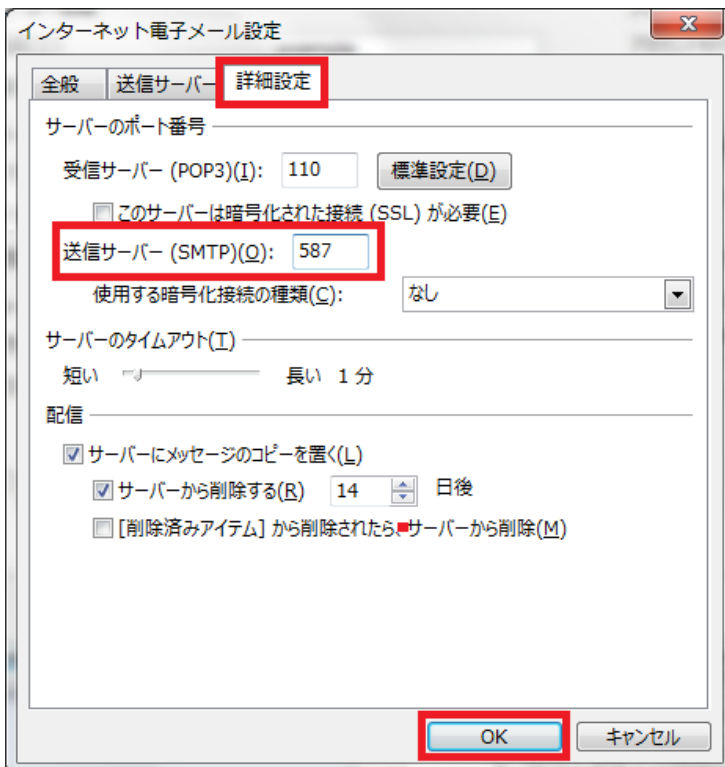 インターネット電子メール設定
全般 送信サーバー 詳細設定
サーバーのポート番号
受信サーバー (POP3)(I): 110 標準設定(D)
このサーバーは暗号化された接続 (SSL) が必要(E)
送信サーバー (SMTP)(O): 587
使用する暗号化接続の種類(C): なし
サーバーのタイムアウト(T)
短い 長い 1 分
配信
サーバーにメッセージのコピーを置く(L)
サーバーから削除する(R) 14 日後
[削除済みアイテム] から削除されたら、サーバーから削除(M)
OK キャンセル